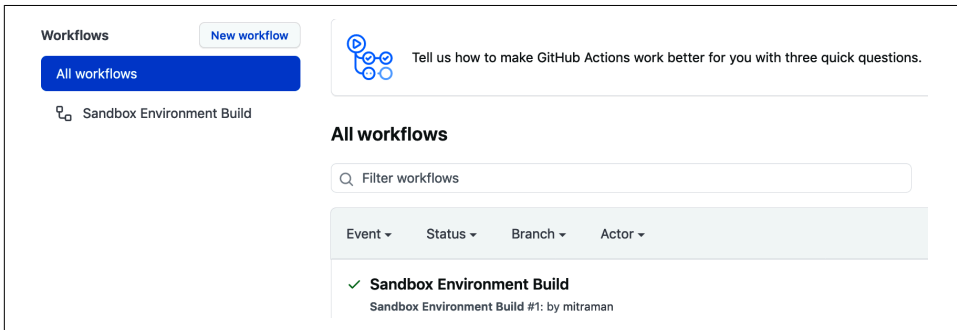 Workflows
New workflow
All workflows
Sandbox Environment Build
Tell us how to make GitHub Actions work better for you with three quick questions.
All workflows
Filter workflows
Event Status Branch Actor
Sandbox Environment Build
Sandbox Environment Build #1: by mitraman